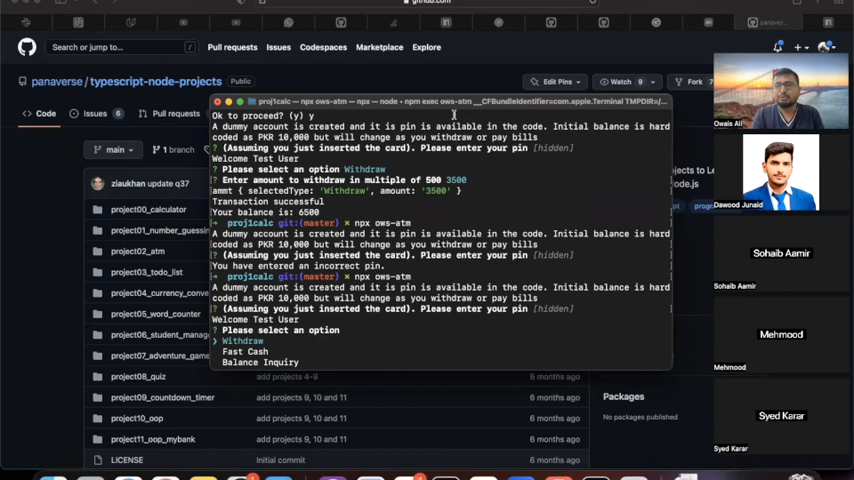 github.com
Search or jump to...
/
Pull requests
Issues
Codespaces
Marketplace
Explore
panaverse / typescript-node-projects
Public
Edit Pins
Watch 9
Fork
Code
Issues 6
Pull requests
main
1 branch
ziaukhan update q37
project00_calculator
project01_number_guessin
project02_atm
project03_todo_list
project04_currency_conve
project05_word_counter
project06_student_manag
project07_adventure_game
project08_quiz
add projects 4-9
6 months ago
project09_countdown_timer
add projects 9, 10 and 11
6 months ago
project10_oop
add projects 9, 10 and 11
6 months ago
project11_oop_mybank
add projects 9, 10 and 11
6 months ago
LICENSE
Initial commit
6 months ago
proj1calc — npx ows-atm — npx — node • npm exec ows-atm __CFBundleIdentifier=com.apple.Terminal TMPDIR=/...
Ok to proceed? (y) y
A dummy account is created and it is pin is available in the code. Initial balance is hard
coded as PKR 10,000 but will change as you withdraw or pay bills
? (Assuming you just inserted the card). Please enter your pin [hidden]
Welcome Test User
? Please select an option Withdraw
? Enter amount to withdraw in multiple of 500 3500
ammt { selectedType: 'Withdraw', amount: '3500' }
Transaction successful
Your balance is: 6500
➜ proj1calc git:(master) ✗ npx ows-atm
A dummy account is created and it is pin is available in the code. Initial balance is hard
coded as PKR 10,000 but will change as you withdraw or pay bills
? (Assuming you just inserted the card). Please enter your pin [hidden]
You have entered an incorrect pin.
➜ proj1calc git:(master) ✗ npx ows-atm
A dummy account is created and it is pin is available in the code. Initial balance is hard
coded as PKR 10,000 but will change as you withdraw or pay bills
? (Assuming you just inserted the card). Please enter your pin [hidden]
Welcome Test User
? Please select an option
❯ Withdraw
Fast Cash
Balance Inquiry
Packages
No packages published
Owais Ali
Dawood Junaid
Sohaib Aamir
Sohaib Aamir
Mehmood
Mehmood
Syed Karar
Syed Karar